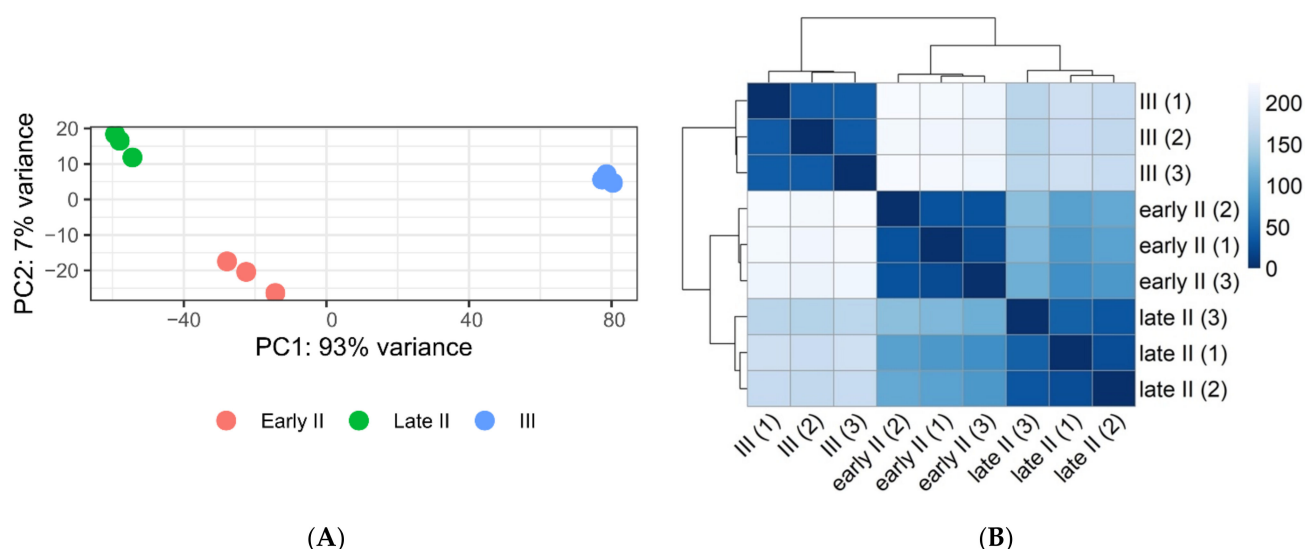 PC2: 7% variance
20
10
0
−10
−20
−40
0
40
80
PC1: 93% variance
Early II
Late II
III
(A)
III (1)
III (2)
III (3)
early II (2)
early II (1)
early II (3)
late II (3)
late II (1)
late II (2)
200
150
100
50
0
III (1)
III (2)
III (3)
early II (2)
early II (1)
early II (3)
late II (3)
late II (1)
late II (2)
(B)